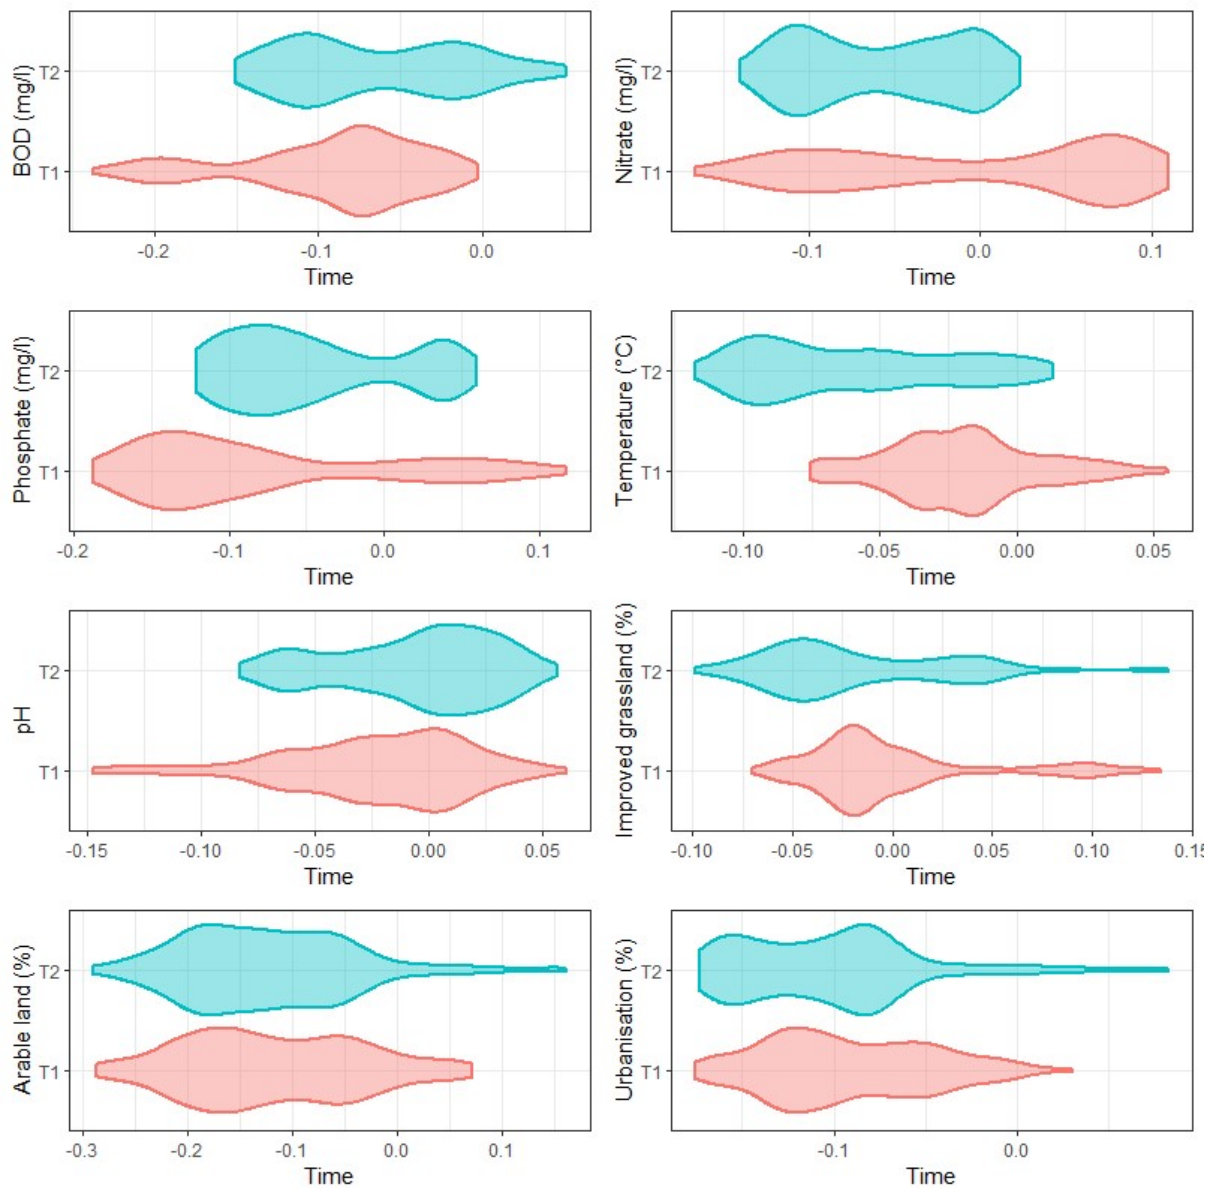 BOD (mg/l)
T2
T1
-0.2 -0.1 0.0
Time
Nitrate (mg/l)
T2
T1
-0.1 0.0 0.1
Time
Phosphate (mg/l)
T2
T1
-0.2 -0.1 0.0 0.1
Time
Temperature (°C)
T2
T1
-0.10 -0.05 0.00 0.05
Time
pH
T2
T1
-0.15 -0.10 -0.05 0.00 0.05
Time
Improved grassland (%)
T2
T1
-0.10 -0.05 0.00 0.05 0.10 0.15
Time
Arable land (%)
T2
T1
-0.3 -0.2 -0.1 0.0 0.1
Time
Urbanisation (%)
T2
T1
-0.1 0.0
Time